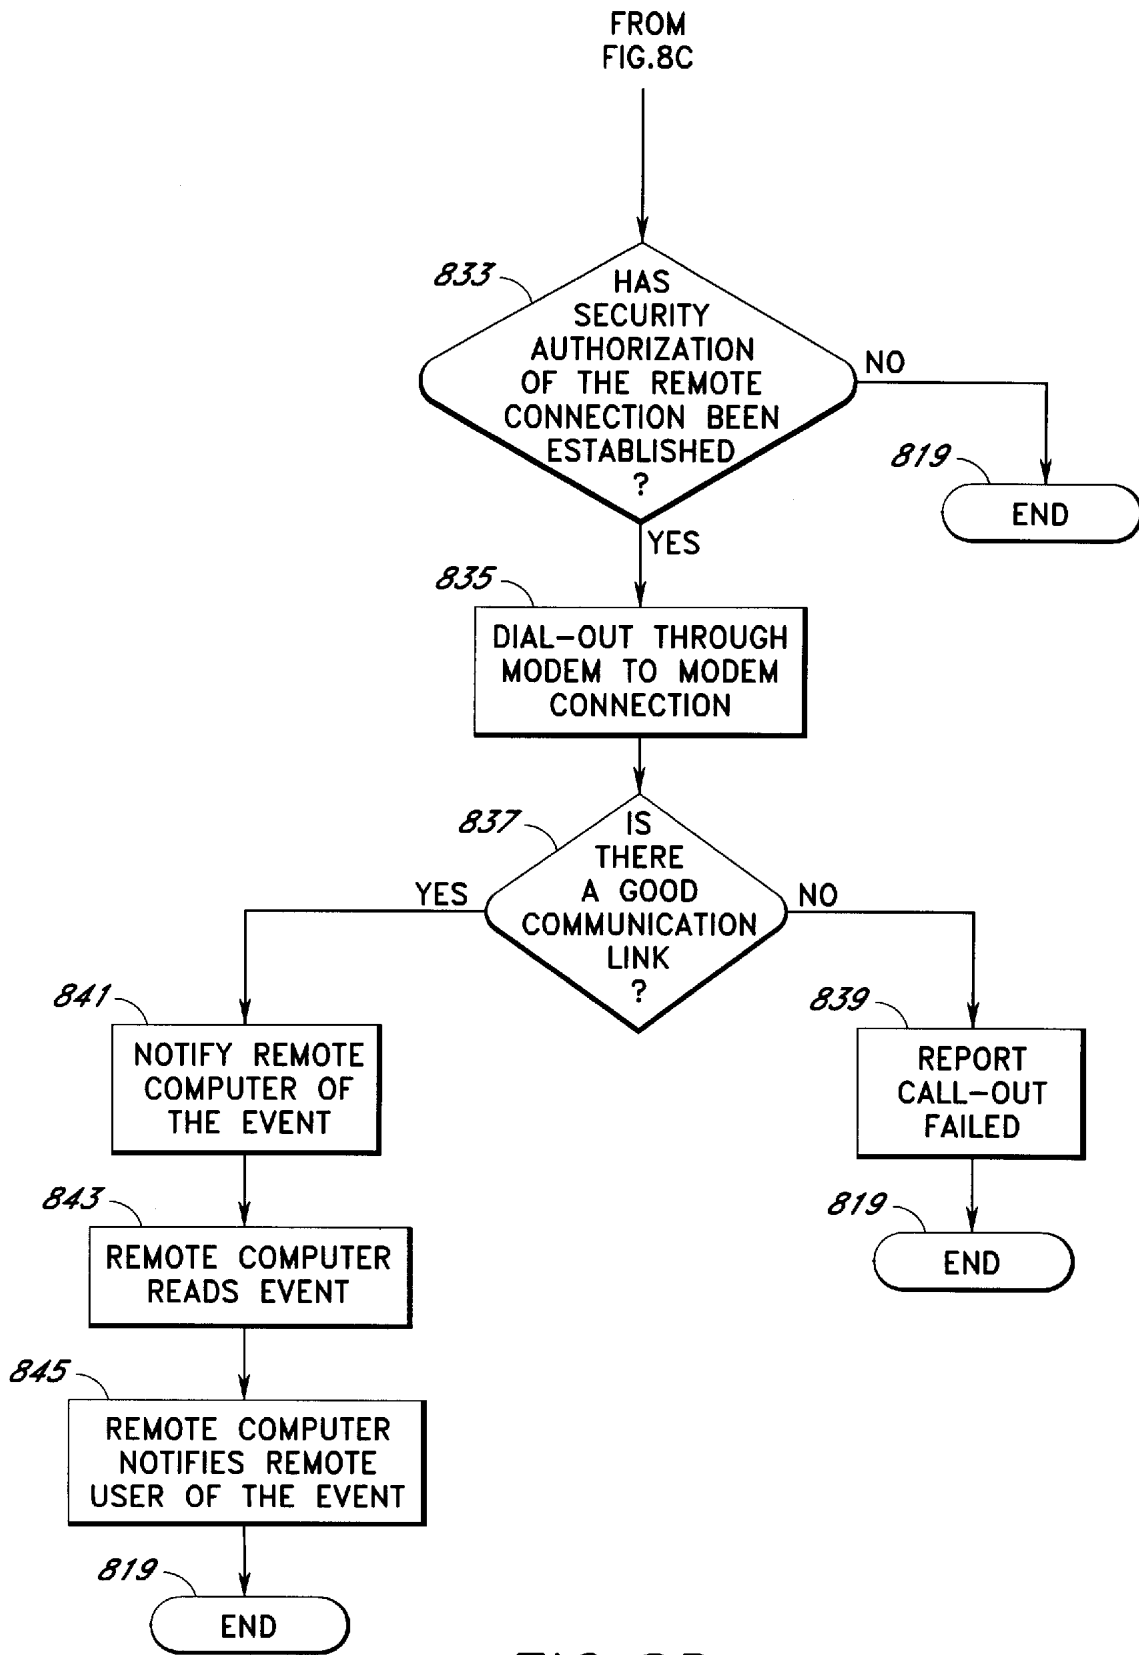 FROM
FIG.8C
833
HAS
SECURITY
AUTHORIZATION
OF THE REMOTE
CONNECTION BEEN
ESTABLISHED
?
NO
819
END
YES
835
DIAL-OUT THROUGH
MODEM TO MODEM
CONNECTION
837
IS
THERE
A GOOD
COMMUNICATION
LINK
?
YES
NO
841
NOTIFY REMOTE
COMPUTER OF
THE EVENT
839
REPORT
CALL-OUT
FAILED
843
REMOTE COMPUTER
READS EVENT
819
END
845
REMOTE COMPUTER
NOTIFIES REMOTE
USER OF THE EVENT
819
END